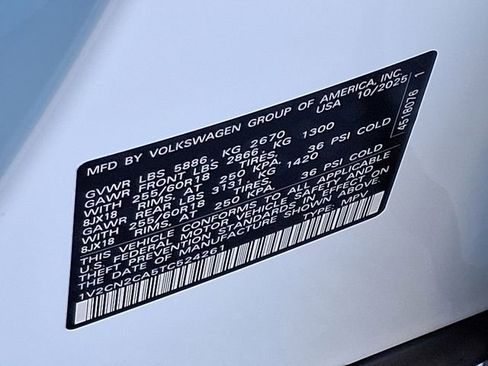 MFD BY VOLKSWAGEN GROUP OF AMERICA, INC.
USA 10/2025
GVWR LBS 5886, KG 2670
GAWR FRONT LBS 2866, KG 1300
WITH 255/60R18 TIRES, 36 PSI COLD
8JX18 RIMS, AT 250 KPA.
GAWR REAR LBS 3131, KG 1420
WITH 255/60R18 TIRES, 36 PSI COLD
8JX18 RIMS, AT 250 KPA.
THIS VEHICLE CONFORMS TO ALL APPLICABLE
U.S. FEDERAL MOTOR VEHICLE SAFETY AND
THEFT PREVENTION STANDARDS IN EFFECT ON
THE DATE OF MANUFACTURE SHOWN ABOVE.
1V2CN2CA5TC524261 TYPE: MPV
4518076 1